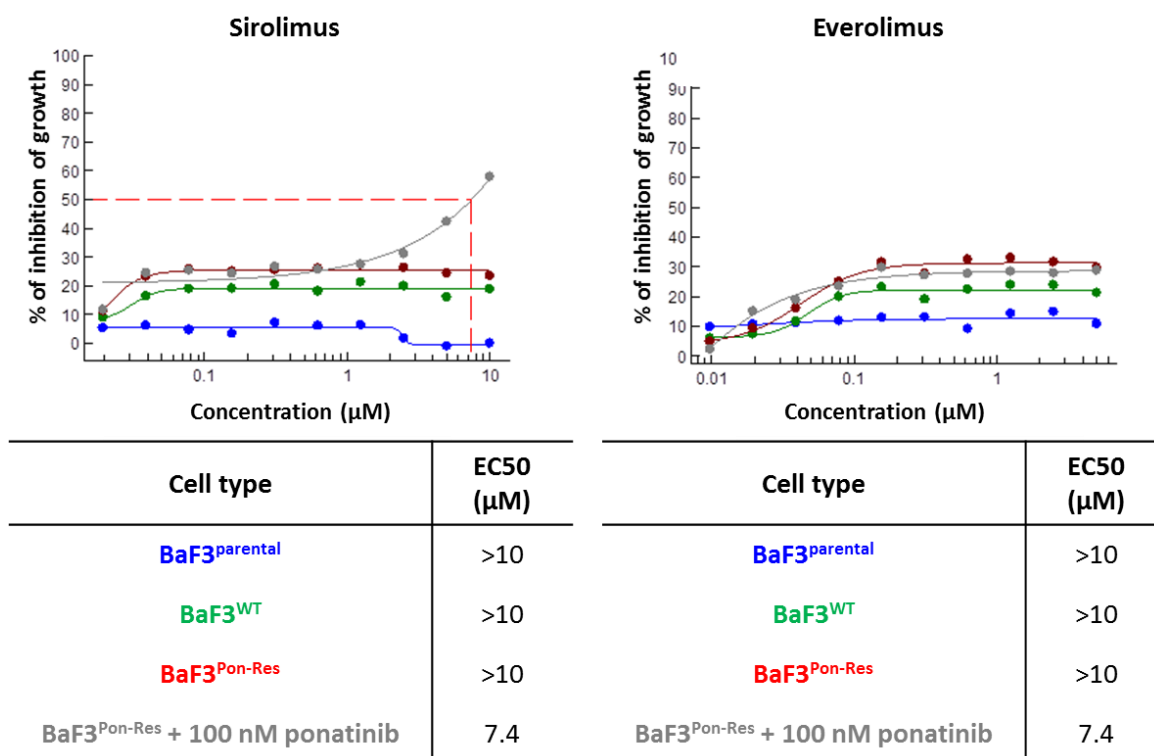 Sirolimus
% of inhibition of growth
100
90
80
70
60
50
40
30
20
10
0
0.1
1
10
Concentration (µM)
Everolimus
% of inhibition of growth
10
90
80
70
60
50
40
30
20
10
0
0.01
0.1
1
Concentration (µM)
Cell type
EC50
(µM)
BaF3parental
>10
BaF3WT
>10
BaF3Pon-Res
>10
BaF3Pon-Res + 100 nM ponatinib
7.4
Cell type
EC50
(µM)
BaF3parental
>10
BaF3WT
>10
BaF3Pon-Res
>10
BaF3Pon-Res + 100 nM ponatinib
7.4